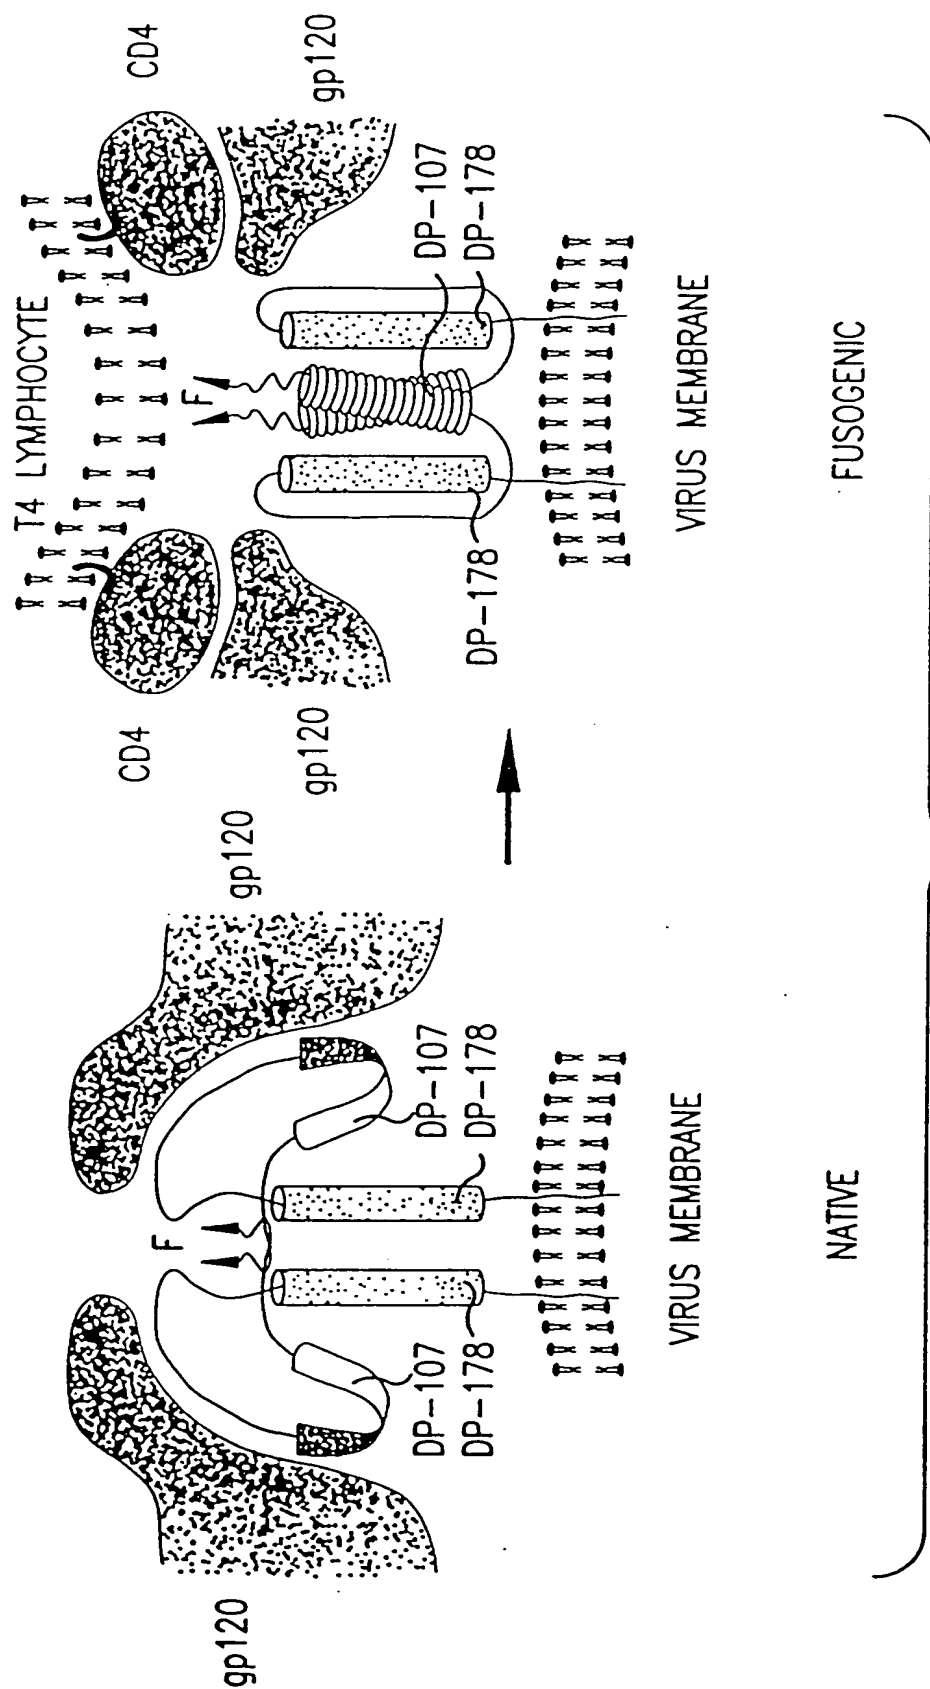 gp120
F
gp120
DP-107
DP-178
DP-107
DP-178
VIRUS MEMBRANE
NATIVE
T4 LYMPHOCYTE
CD4
CD4
gp120
F
gp120
DP-178
DP-107
DP-178
VIRUS MEMBRANE
FUSOGENIC